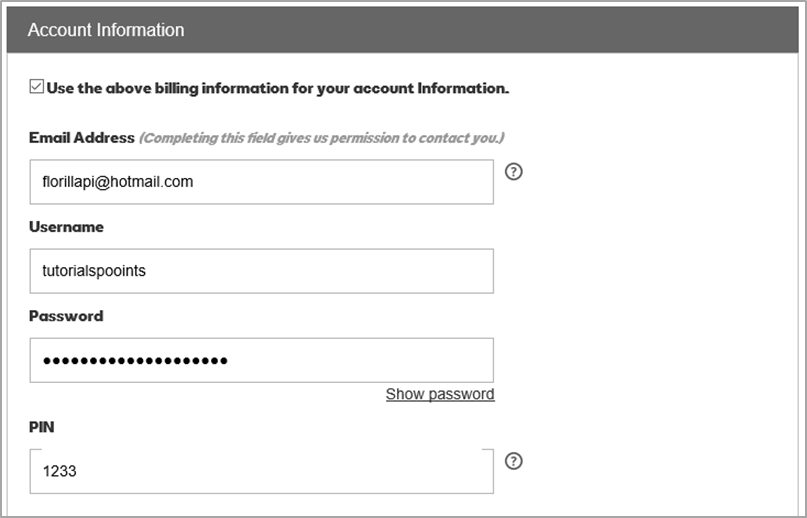 Account Information
Use the above billing information for your account Information.
Email Address (Completing this field gives us permission to contact you.)
florillapi@hotmail.com
?
Username
tutorialspooints
Password
••••••••••••••••••••
Show password
PIN
1233
?